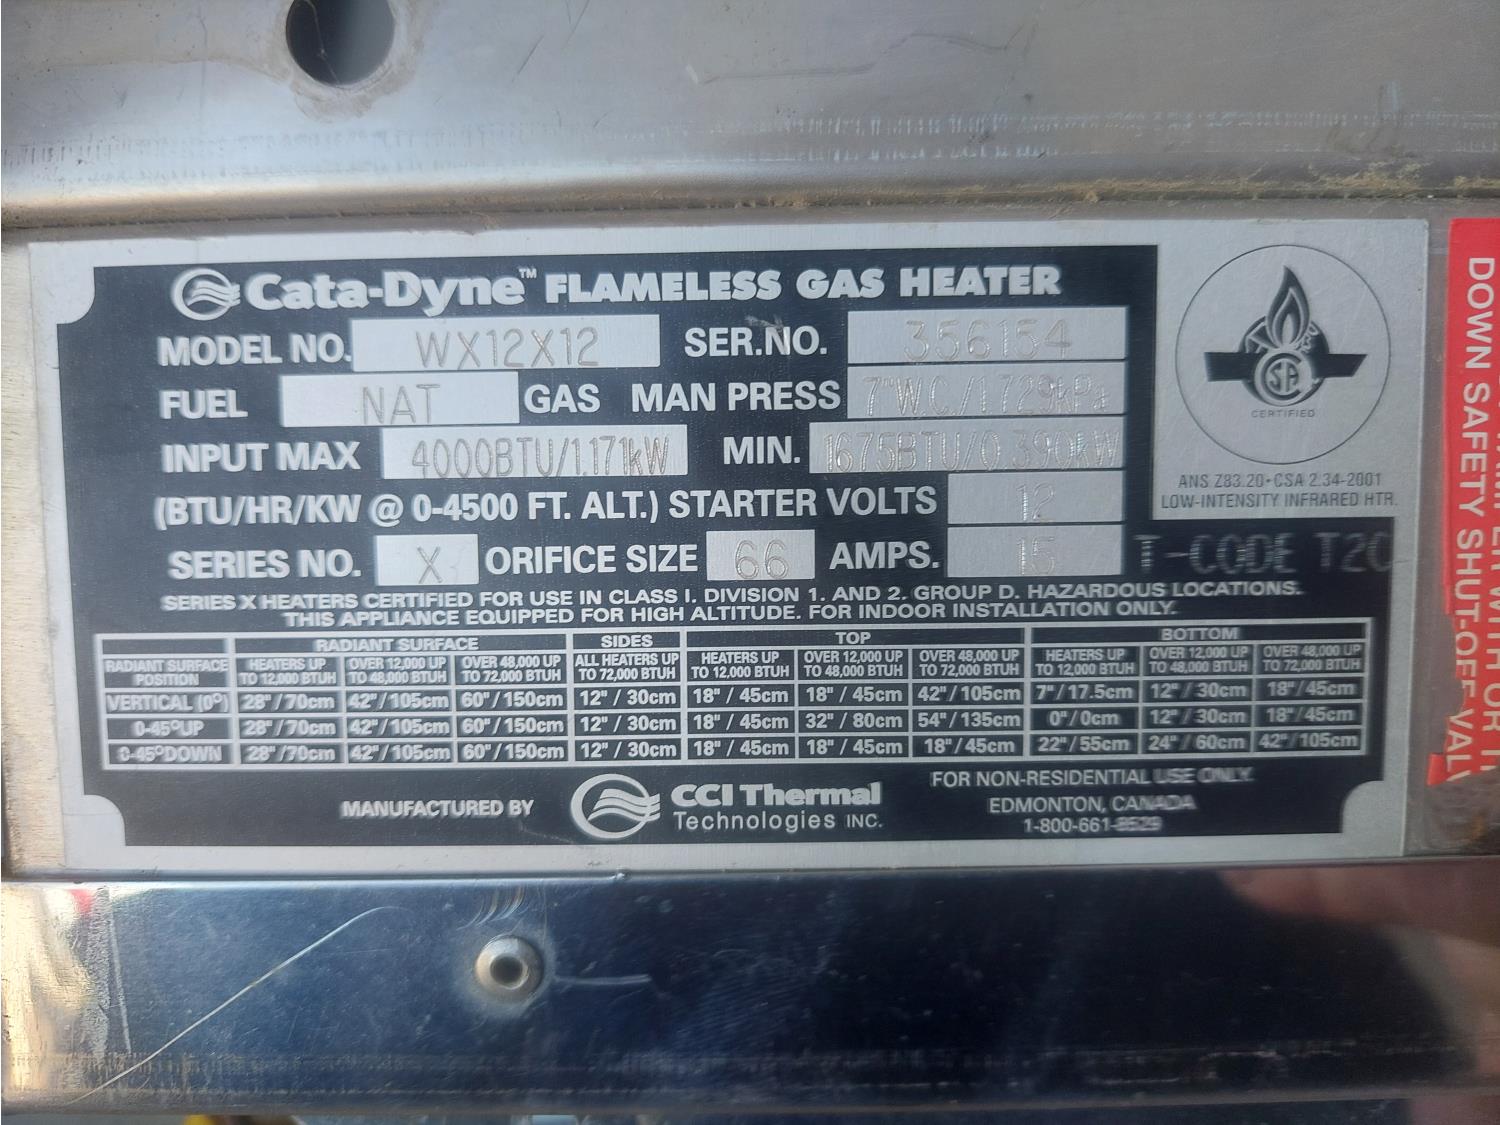 Cata-Dyne™ FLAMELESS GAS HEATER
MODEL NO. WX12X12 SER.NO. 356154
FUEL NAT GAS MAN PRESS 7"W.C./1.729kPa
INPUT MAX 4000BTU/1.171kW MIN. 1675BTU/0.390kW
(BTU/HR/KW @ 0-4500 FT. ALT.) STARTER VOLTS 12
SERIES NO. X ORIFICE SIZE 66 AMPS. 15 T-CODE T2C
SERIES X HEATERS CERTIFIED FOR USE IN CLASS I. DIVISION 1. AND 2. GROUP D. HAZARDOUS LOCATIONS.
THIS APPLIANCE EQUIPPED FOR HIGH ALTITUDE. FOR INDOOR INSTALLATION ONLY.
CSA
CERTIFIED
ANS Z83.20•CSA 2.34-2001
LOW-INTENSITY INFRARED HTR.
RADIANT SURFACE SIDES TOP BOTTOM
RADIANT SURFACE POSITION HEATERS UP TO 12,000 BTUH OVER 12,000 UP TO 48,000 BTUH OVER 48,000 UP TO 72,000 BTUH ALL HEATERS UP TO 72,000 BTUH HEATERS UP TO 12,000 BTUH OVER 12,000 UP TO 48,000 BTUH OVER 48,000 UP TO 72,000 BTUH HEATERS UP TO 12,000 BTUH OVER 12,000 UP TO 48,000 BTUH OVER 48,000 UP TO 72,000 BTUH
VERTICAL (0°) 28"/70cm 42"/105cm 60"/150cm 12"/30cm 18"/45cm 18"/45cm 42"/105cm 7"/17.5cm 12"/30cm 18"/45cm
0-45°UP 28"/70cm 42"/105cm 60"/150cm 12"/30cm 18"/45cm 32"/80cm 54"/135cm 0"/0cm 12"/30cm 18"/45cm
0-45°DOWN 28"/70cm 42"/105cm 60"/150cm 12"/30cm 18"/45cm 18"/45cm 18"/45cm 22"/55cm 24"/60cm 42"/105cm
MANUFACTURED BY CCI Thermal Technologies INC.
FOR NON-RESIDENTIAL USE ONLY.
EDMONTON, CANADA
1-800-661-8529
WITH OR
DOWN SAFETY SHUT-OFF